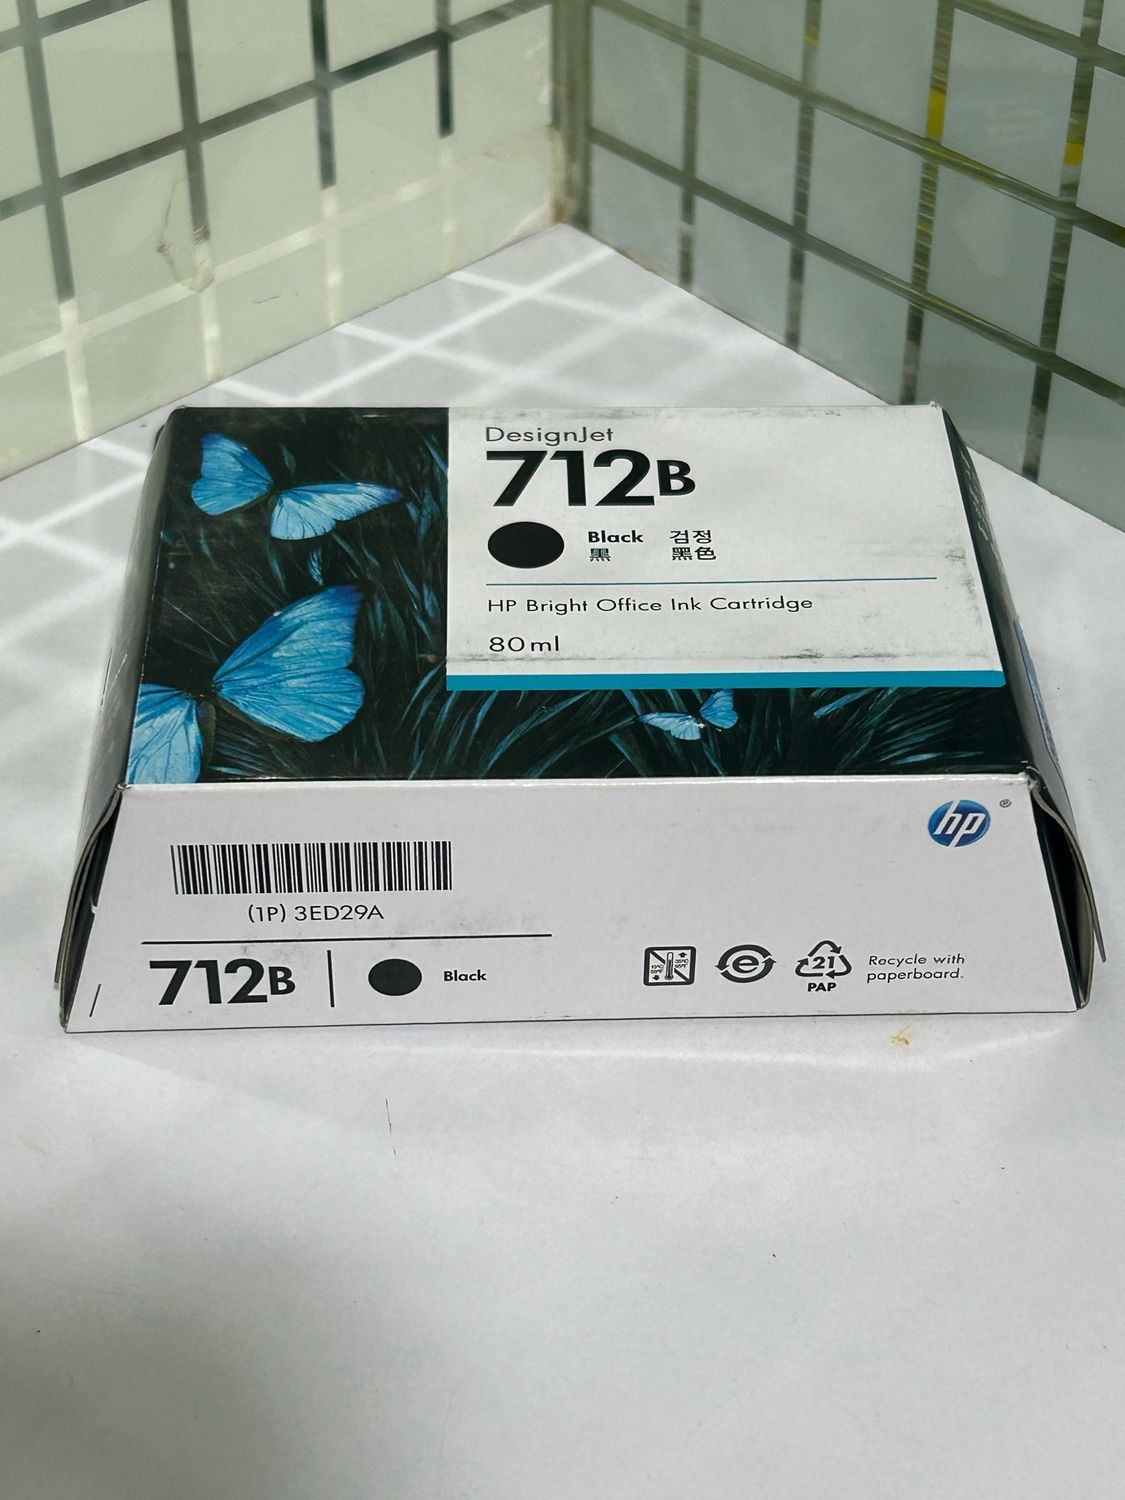 DesignJet
712B
Black 검정
黒 黑色
HP Bright Office Ink Cartridge
80ml
hp ®
(1P) 3ED29A
712B Black
21
PAP
Recycle with
paperboard.